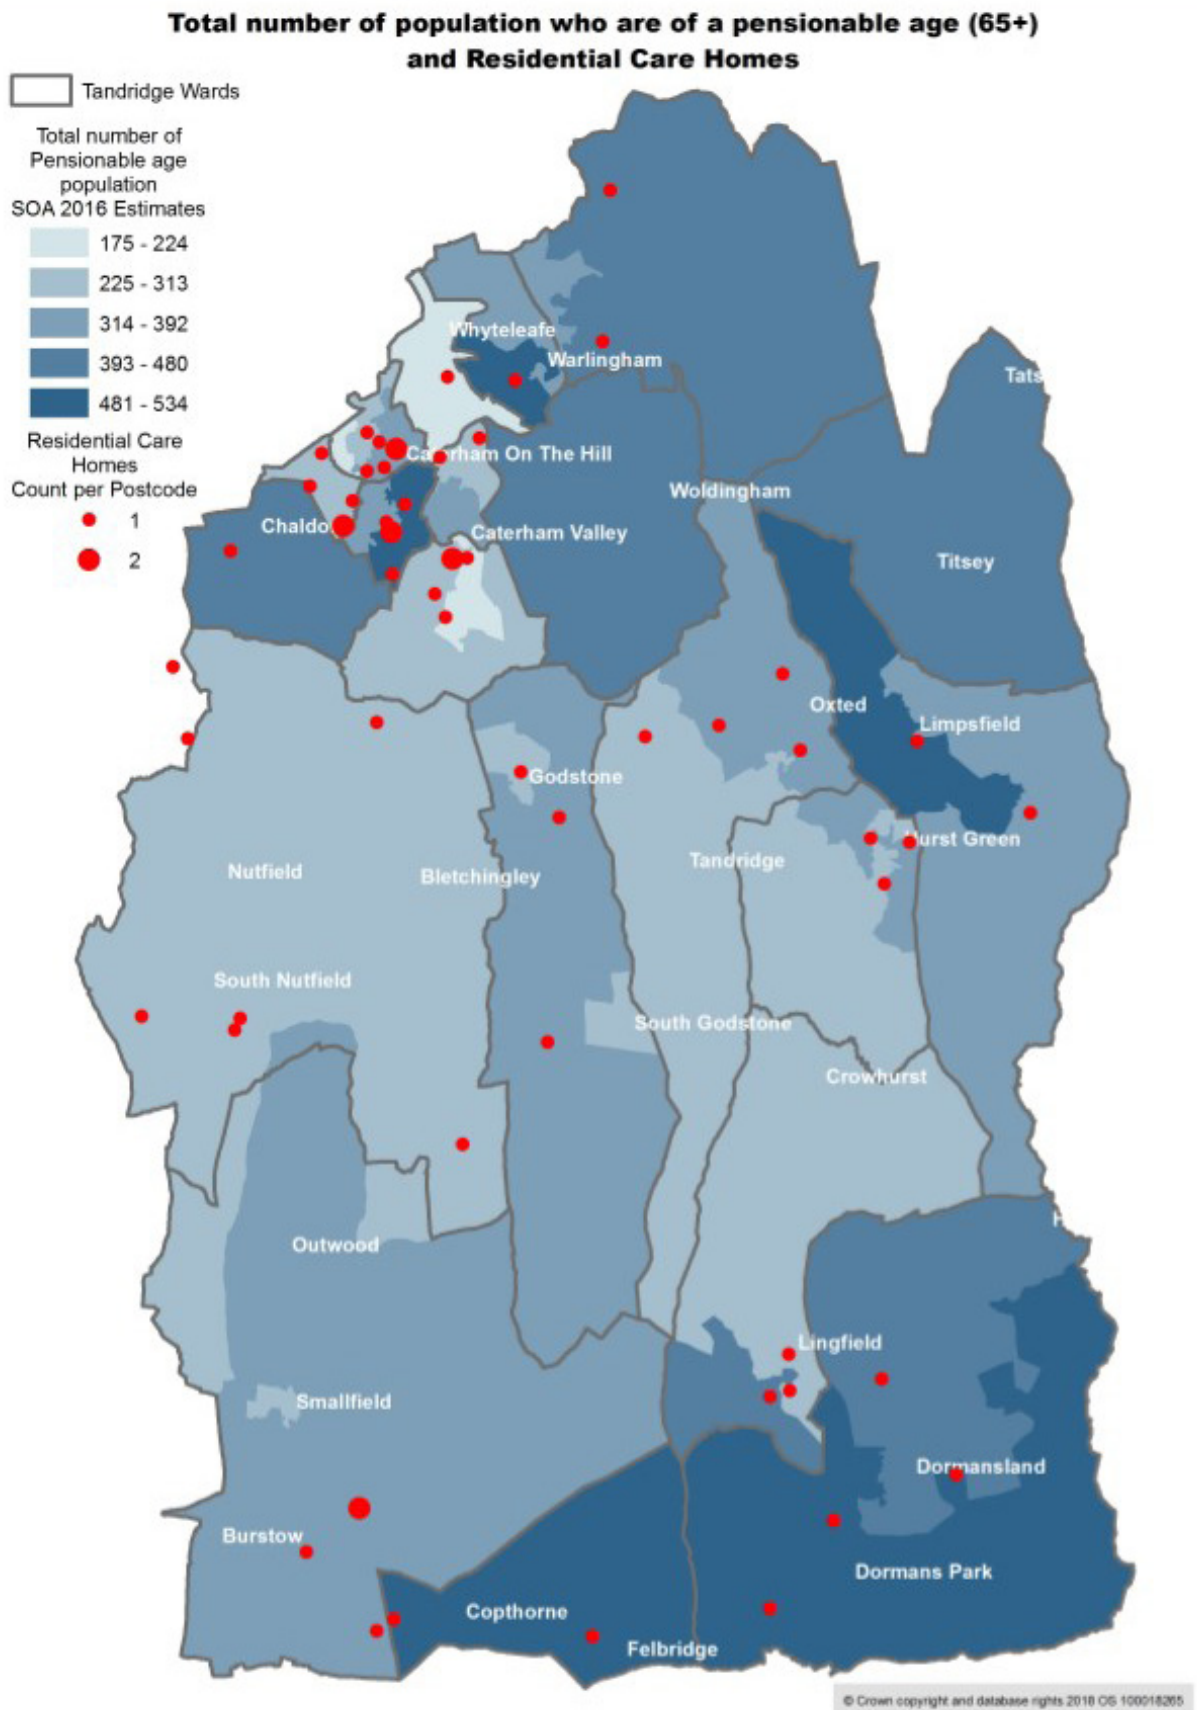 Total number of population who are of a pensionable age (65+)
and Residential Care Homes
Tandridge Wards
Total number of
Pensionable age
population
SOA 2016 Estimates
175 - 224
225 - 313
314 - 392
393 - 480
481 - 534
Residential Care
Homes
Count per Postcode
1
2
Whyteleafe
Warlingham
Tats
Caterham On The Hill
Woldingham
Chaldo
Caterham Valley
Titsey
Oxted
Limpsfield
Godstone
Hurst Green
Tandridge
Nutfield
Bletchingley
South Nutfield
South Godstone
Crowhurst
H
Outwood
Lingfield
Smallfield
Dormansland
Burstow
Dormans Park
Copthorne
Felbridge
© Crown copyright and database rights 2018 OS 100018265